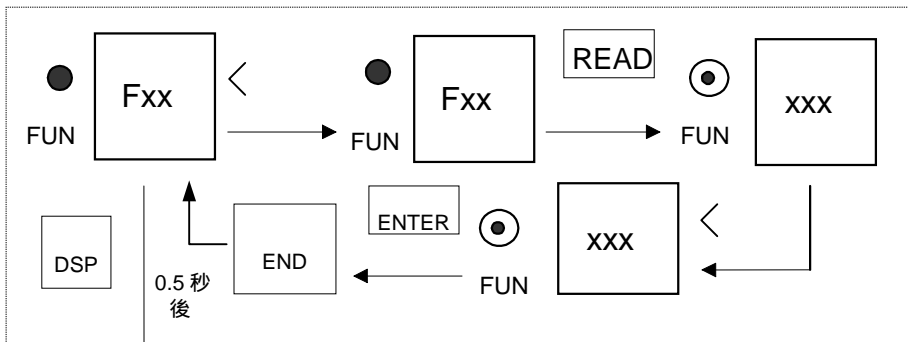 Fxx
FUN
Fxx
FUN
READ
xxx
FUN
DSP
0.5 秒
後
END
ENTER
xxx
FUN